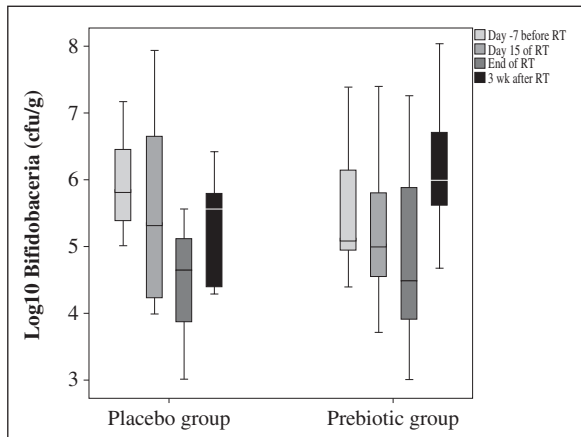 Log10 Bifidobaceria (cfu/g)
8
7
6
5
4
3
Placebo group
Prebiotic group
Day -7 before RT
Day 15 of RT
End of RT
3 wk after RT